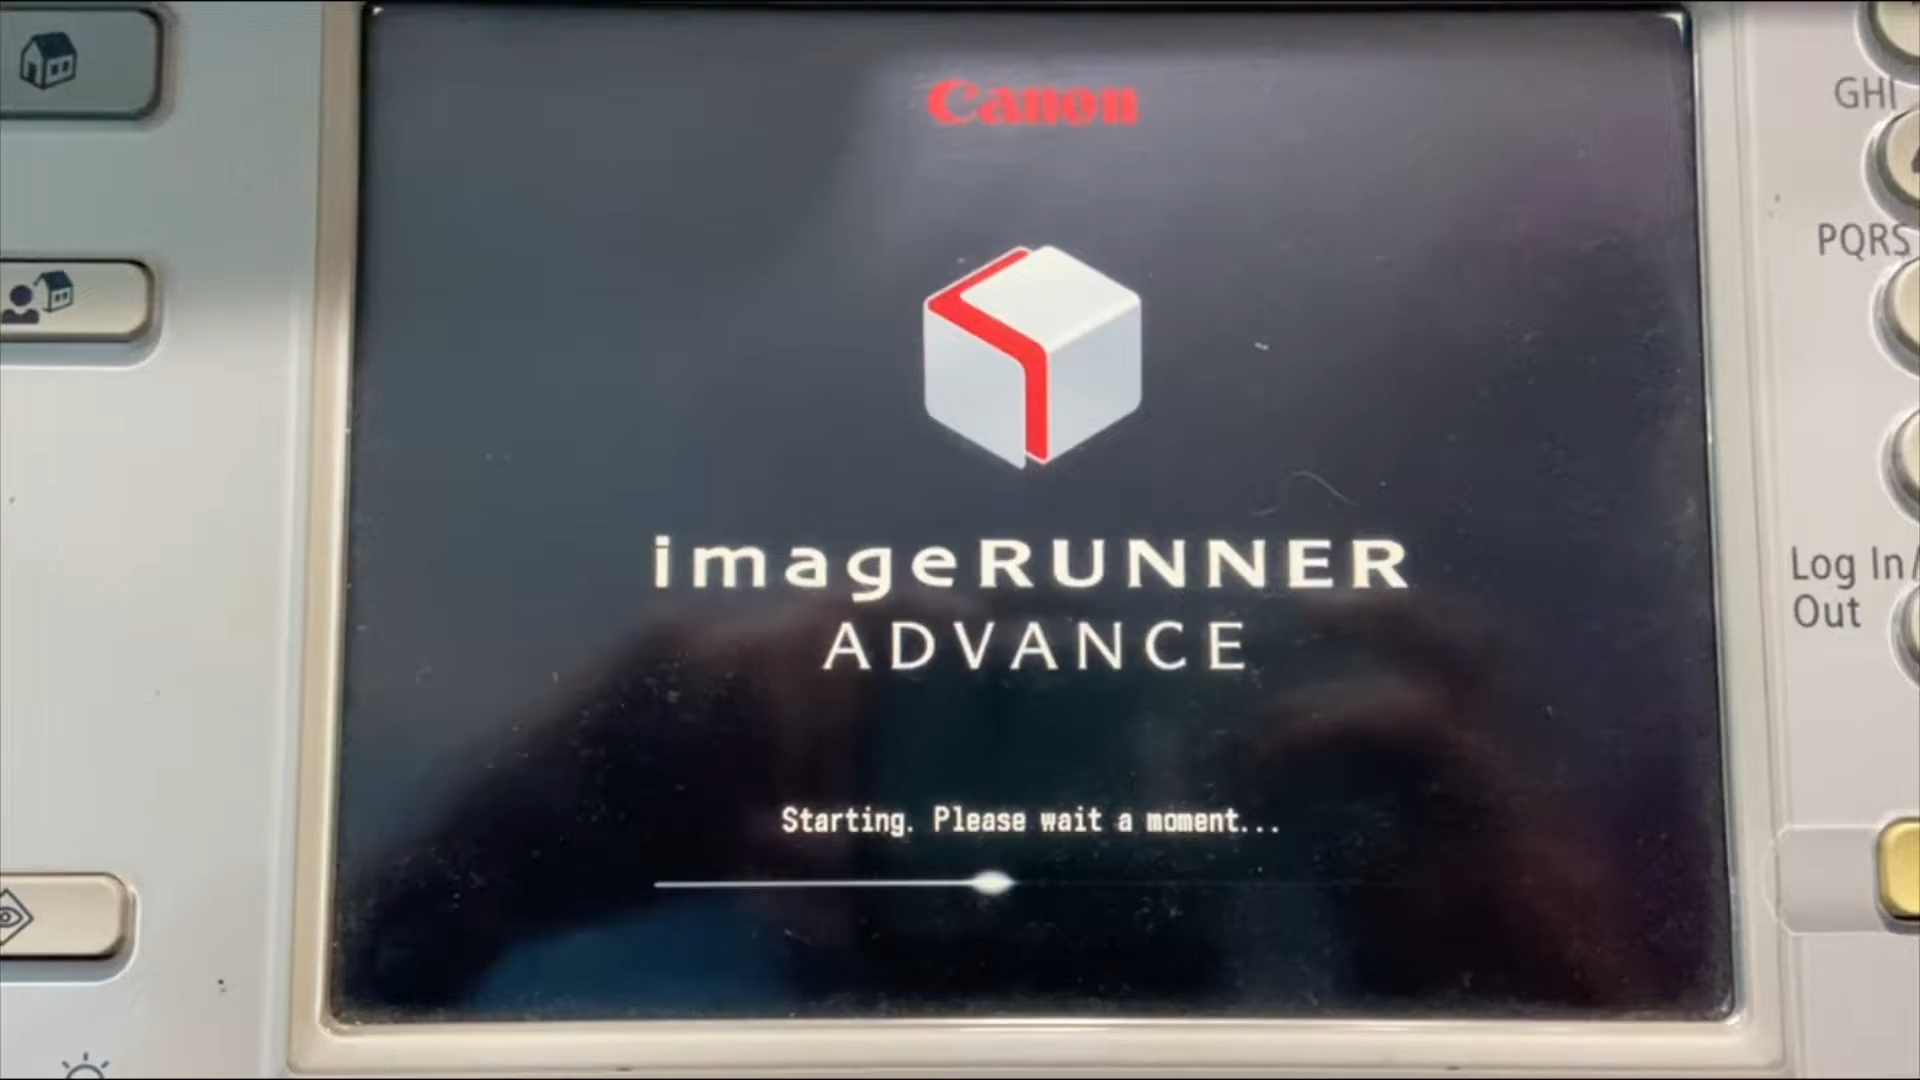 Canon
imageRUNNER
ADVANCE
Starting. Please wait a moment...
GHI
PQRS
Log In/
Out